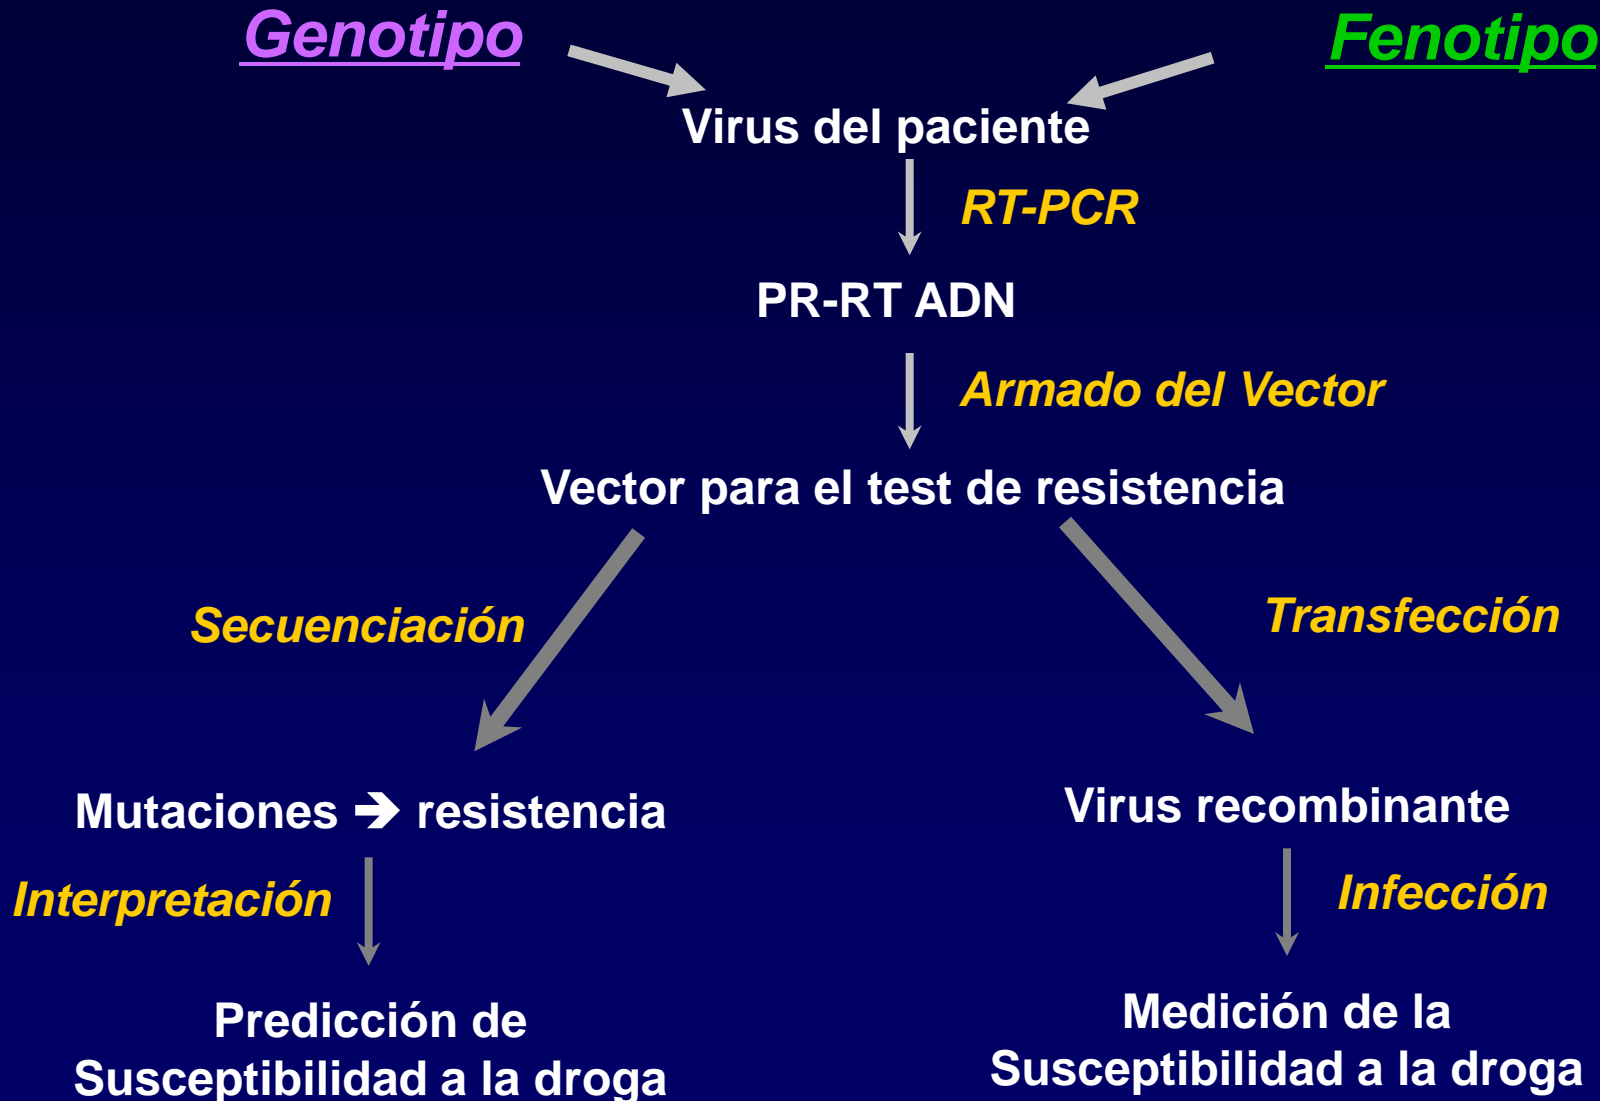 Genotipo
Fenotipo
Virus del paciente
RT-PCR
PR-RT ADN
Armado del Vector
Vector para el test de resistencia
Secuenciación
Transfección
Mutaciones ➔ resistencia
Virus recombinante
Interpretación
Infección
Predicción de
Susceptibilidad a la droga
Medición de la
Susceptibilidad a la droga